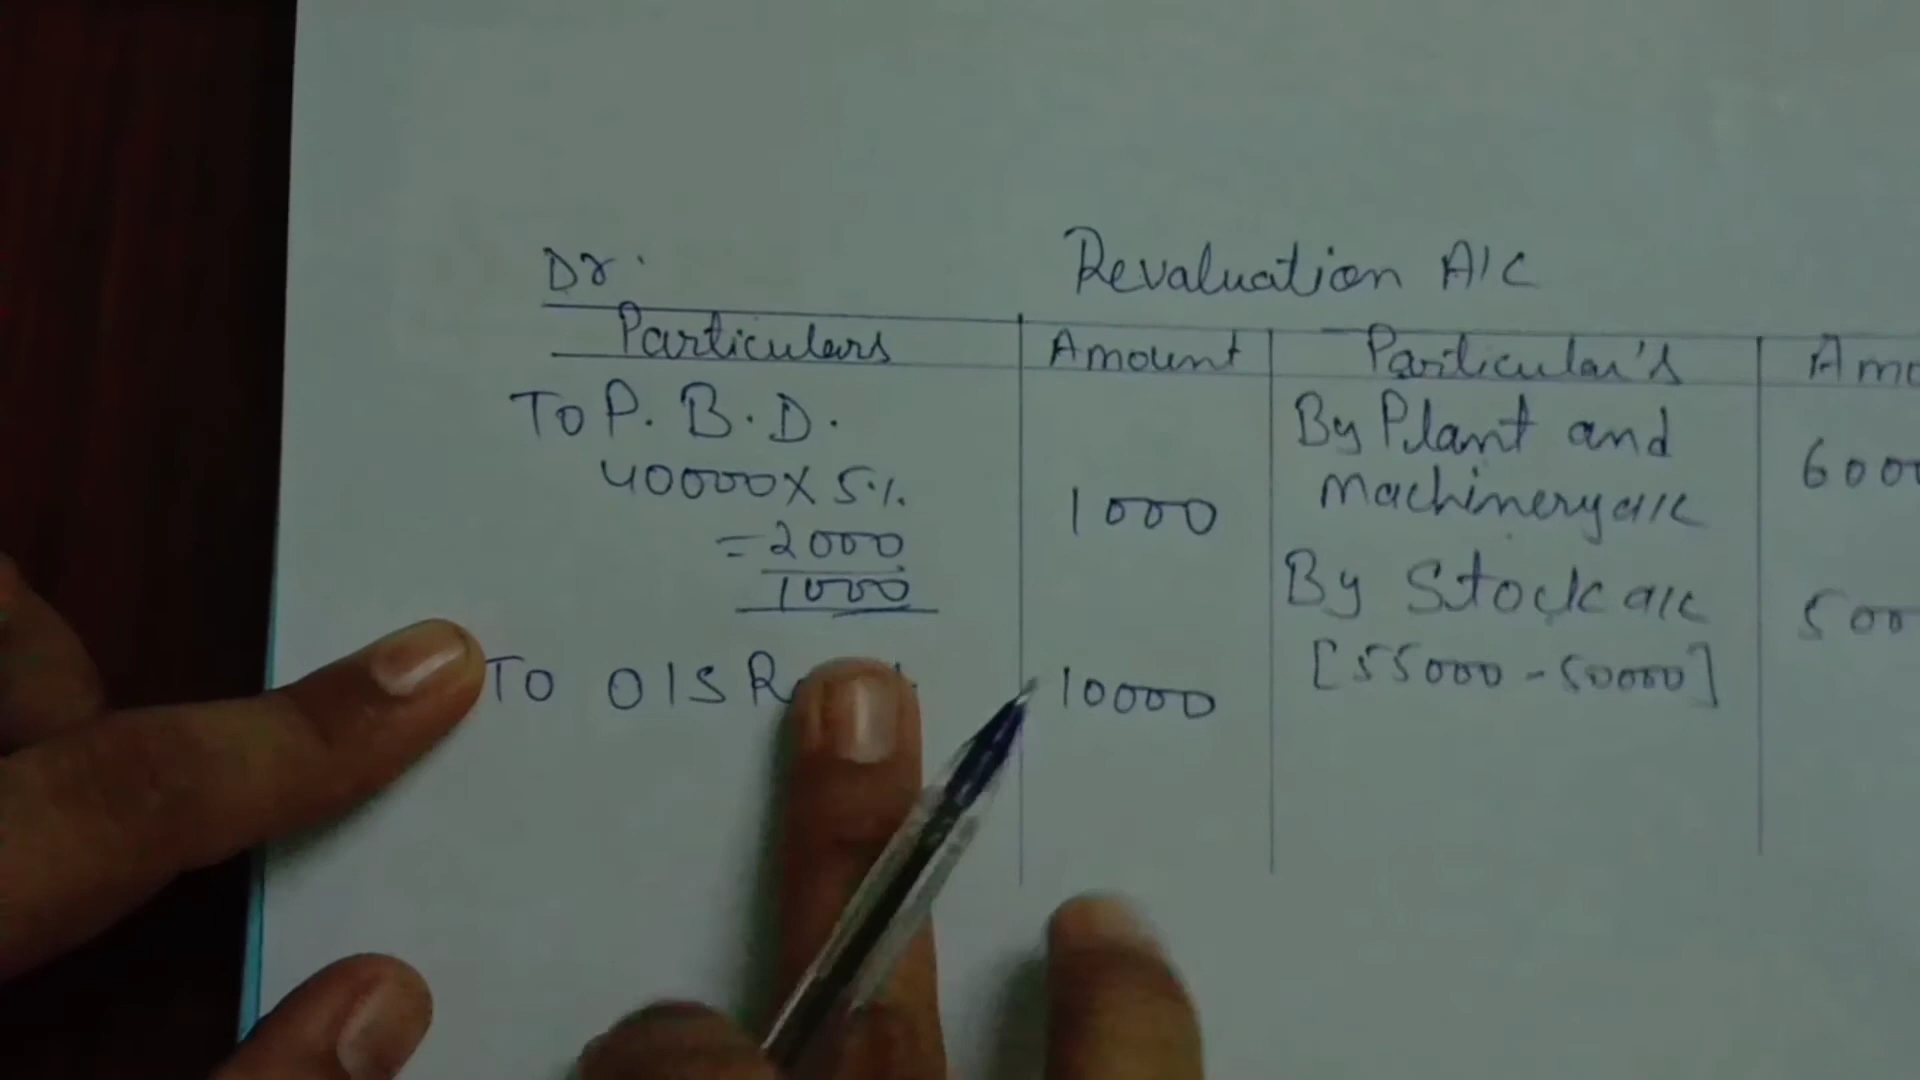 Dr.
Revaluation A/C
Particulars Amount Particular's
To P.B.D.
40000 X 5%
= 2000
1000
1000
To O/S
10000
By Plant and
machinery a/c
By Stock a/c
[55000 - 50000]